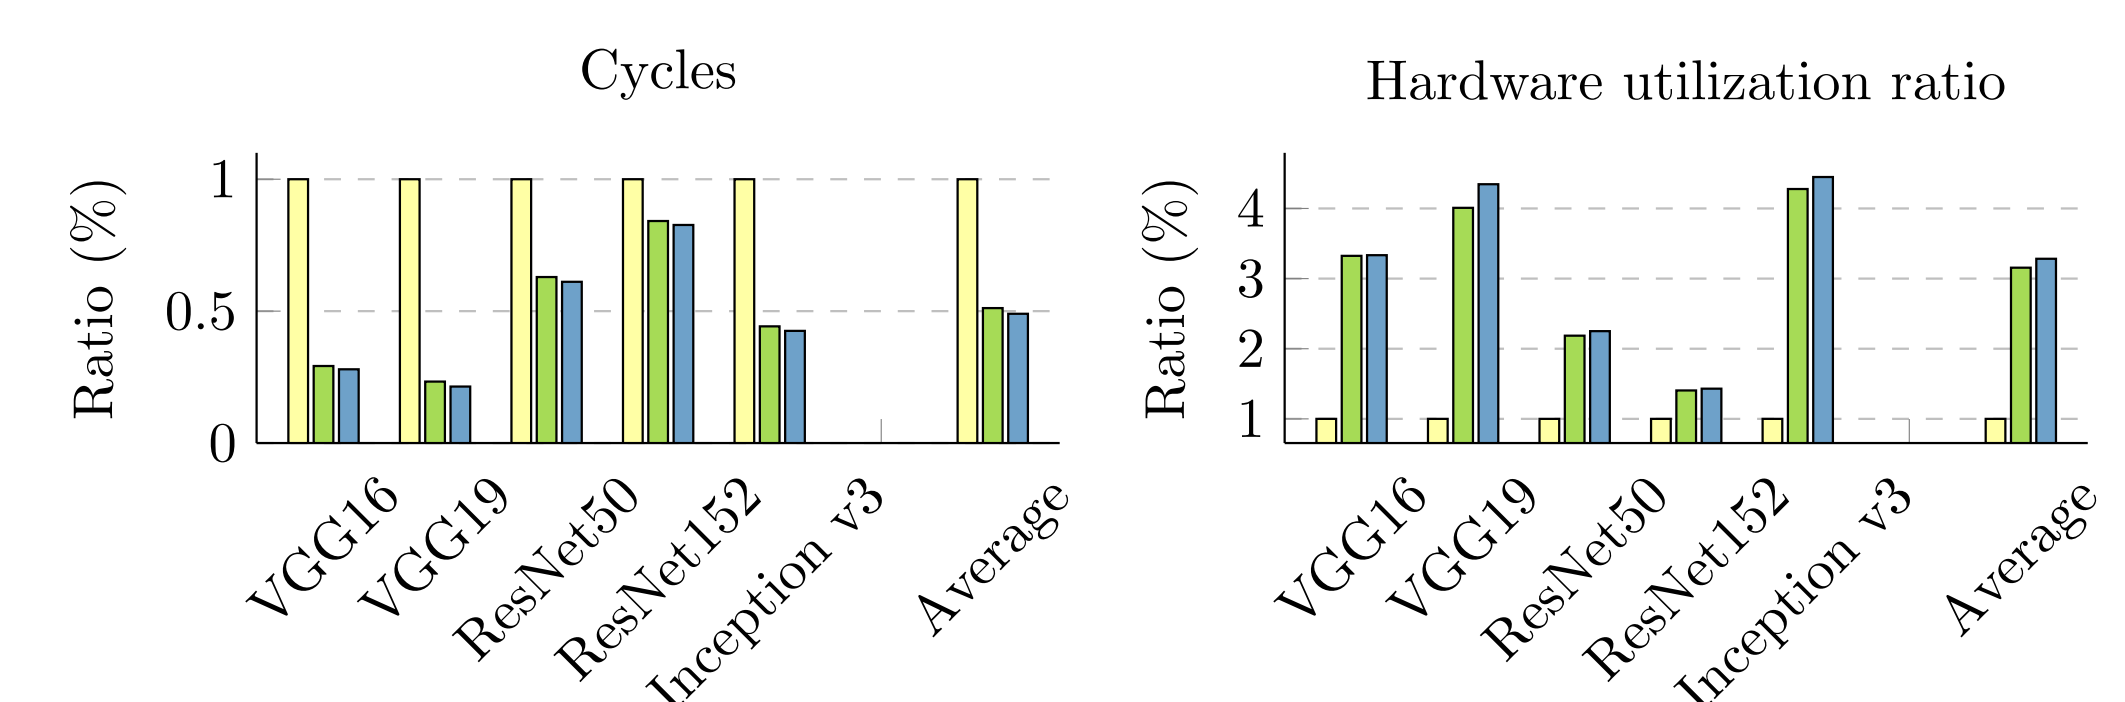 Cycles
Ratio (%)
1
0.5
0
VGG16
VGG19
ResNet50
ResNet152
Inception v3
Average
Hardware utilization ratio
Ratio (%)
4
3
2
1
VGG16
VGG19
ResNet50
ResNet152
Inception v3
Average